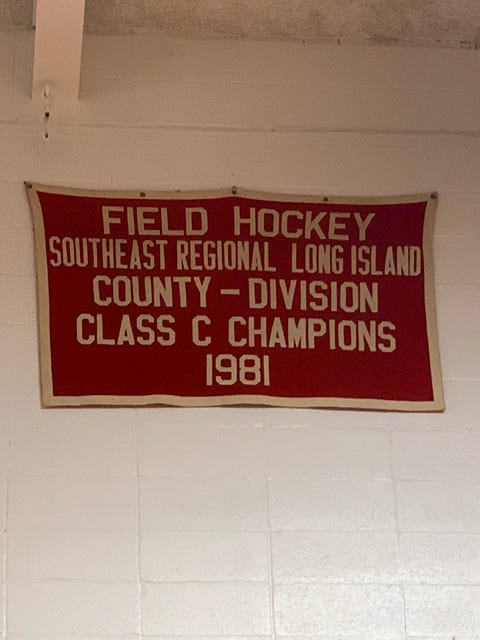 FIELD HOCKEY
SOUTHEAST REGIONAL LONG ISLAND
COUNTY – DIVISION
CLASS C CHAMPIONS
1981